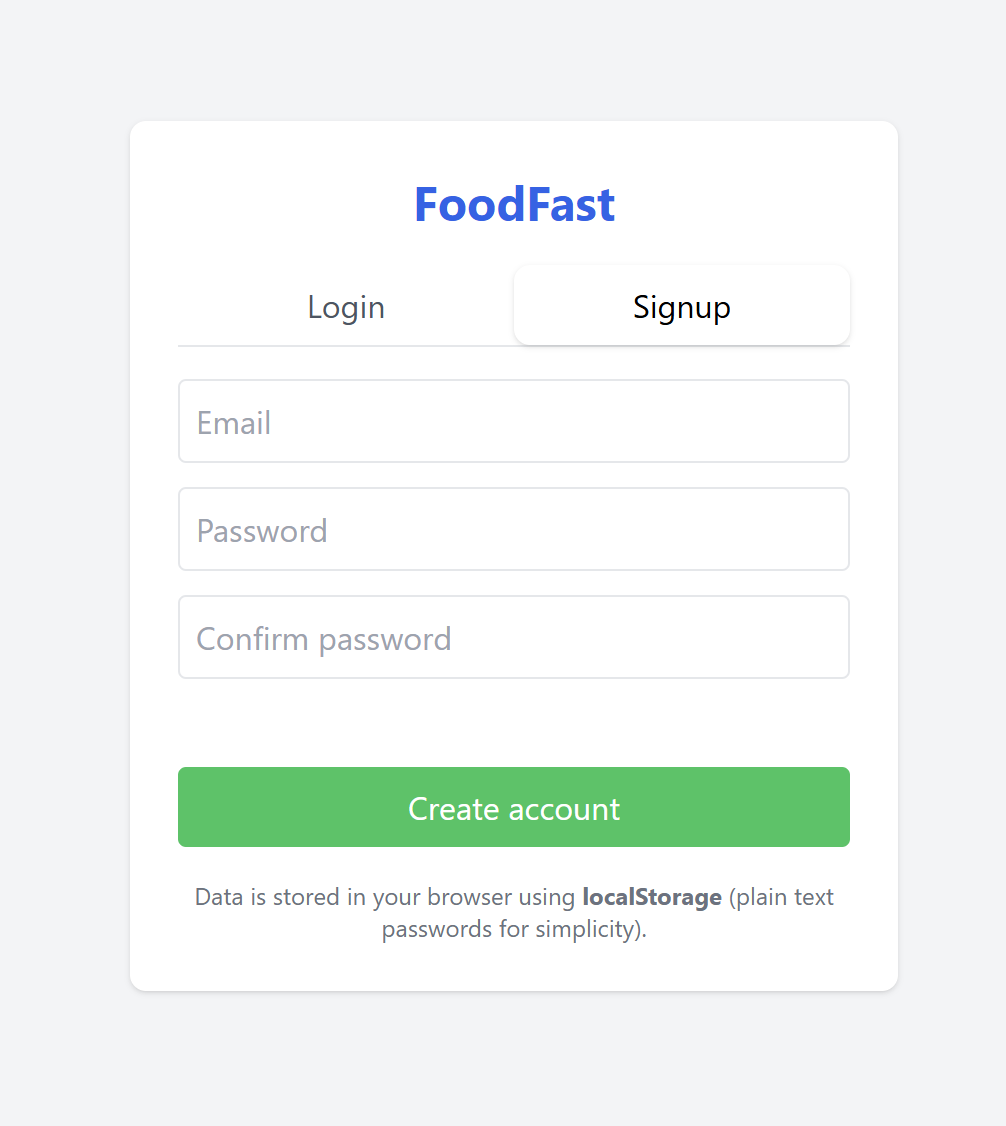 FoodFast
Login Signup
Email
Password
Confirm password
Create account
Data is stored in your browser using localStorage (plain text
passwords for simplicity).